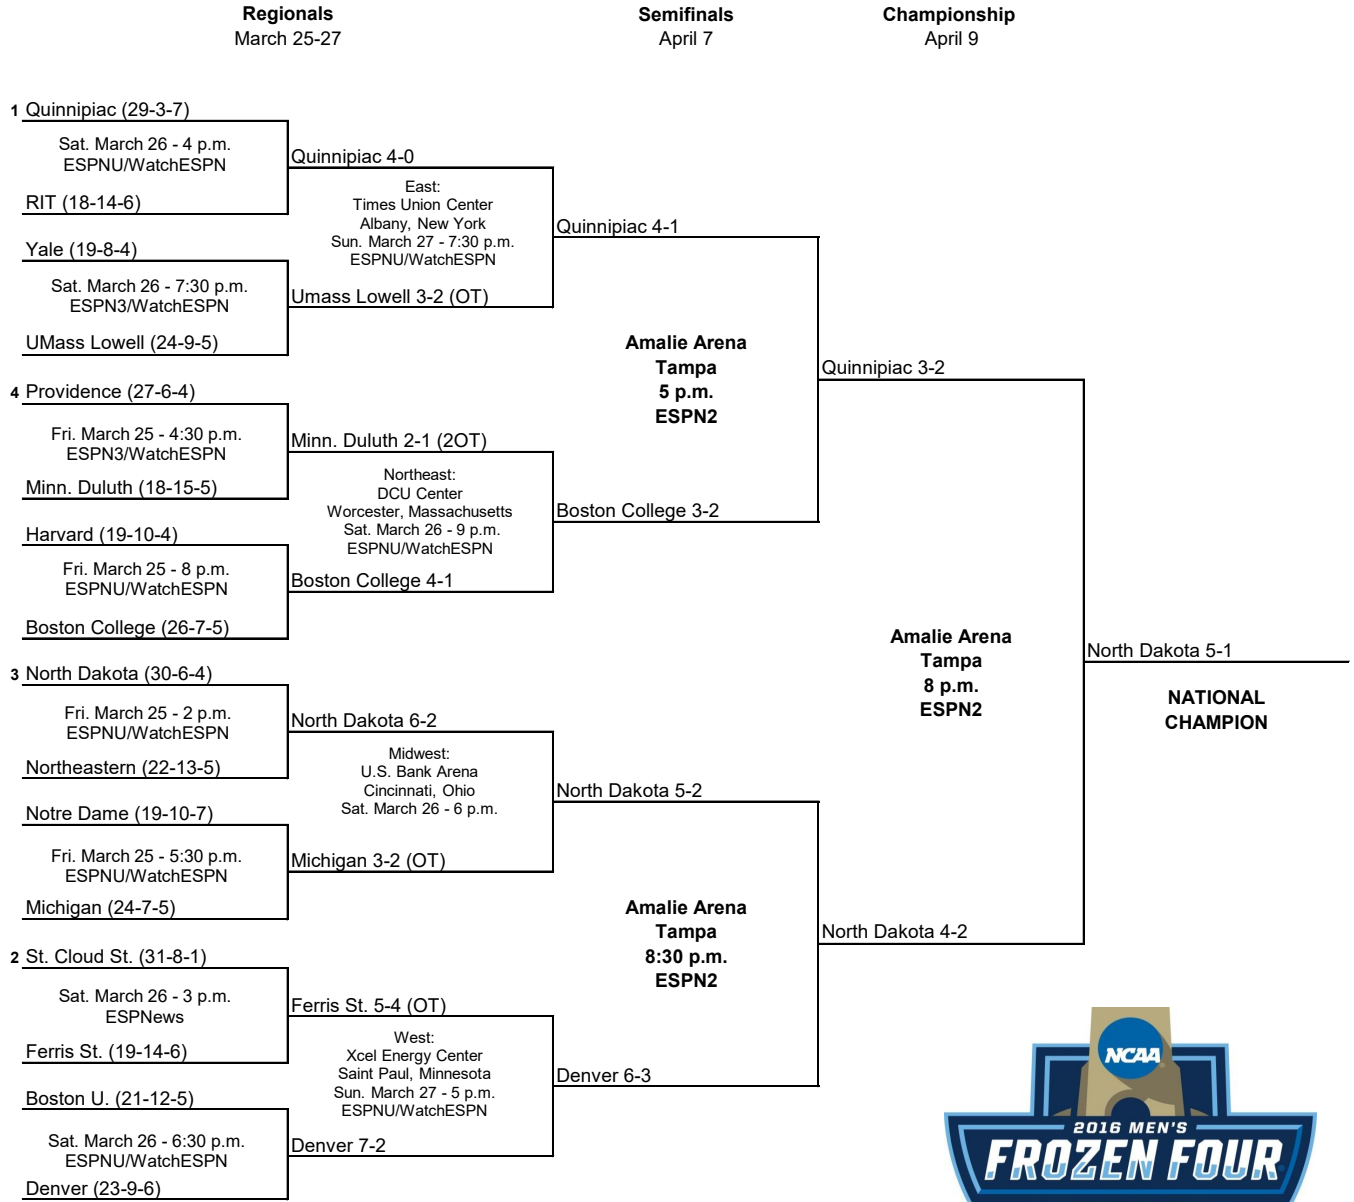 Regionals
March 25-27
Semifinals
April 7
Championship
April 9
1 Quinnipiac (29-3-7)
Sat. March 26 - 4 p.m.
ESPNU/WatchESPN
RIT (18-14-6)
Yale (19-8-4)
Sat. March 26 - 7:30 p.m.
ESPN3/WatchESPN
UMass Lowell (24-9-5)
4 Providence (27-6-4)
Fri. March 25 - 4:30 p.m.
ESPN3/WatchESPN
Minn. Duluth (18-15-5)
Harvard (19-10-4)
Fri. March 25 - 8 p.m.
ESPNU/WatchESPN
Boston College (26-7-5)
3 North Dakota (30-6-4)
Fri. March 25 - 2 p.m.
ESPNU/WatchESPN
Northeastern (22-13-5)
Notre Dame (19-10-7)
Fri. March 25 - 5:30 p.m.
ESPNU/WatchESPN
Michigan (24-7-5)
2 St. Cloud St. (31-8-1)
Sat. March 26 - 3 p.m.
ESPNews
Ferris St. (19-14-6)
Boston U. (21-12-5)
Sat. March 26 - 6:30 p.m.
ESPNU/WatchESPN
Denver (23-9-6)
Quinnipiac 4-0
East:
Times Union Center
Albany, New York
Sun. March 27 - 7:30 p.m.
ESPNU/WatchESPN
Umass Lowell 3-2 (OT)
Minn. Duluth 2-1 (2OT)
Northeast:
DCU Center
Worcester, Massachusetts
Sat. March 26 - 9 p.m.
ESPNU/WatchESPN
Boston College 4-1
North Dakota 6-2
Midwest:
U.S. Bank Arena
Cincinnati, Ohio
Sat. March 26 - 6 p.m.
Michigan 3-2 (OT)
Ferris St. 5-4 (OT)
West:
Xcel Energy Center
Saint Paul, Minnesota
Sun. March 27 - 5 p.m.
ESPNU/WatchESPN
Denver 7-2
Quinnipiac 4-1
Amalie Arena
Tampa
5 p.m.
ESPN2
Boston College 3-2
North Dakota 5-2
Amalie Arena
Tampa
8:30 p.m.
ESPN2
Denver 6-3
Quinnipiac 3-2
Amalie Arena
Tampa
8 p.m.
ESPN2
North Dakota 4-2
North Dakota 5-1
NATIONAL
CHAMPION
NCAA
2016 MEN'S
FROZEN FOUR